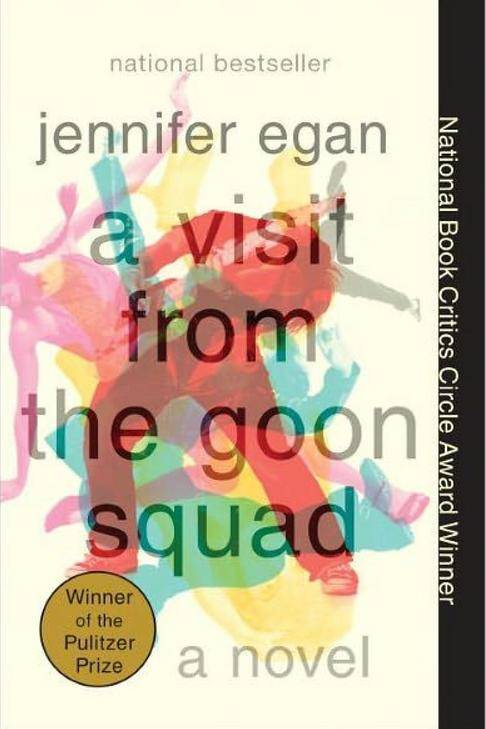 national bestseller
jennifer egan
a visit
from
the goon
squad
Winner
of the
Pulitzer
Prize
a novel
National Book Critics Circle Award Winner